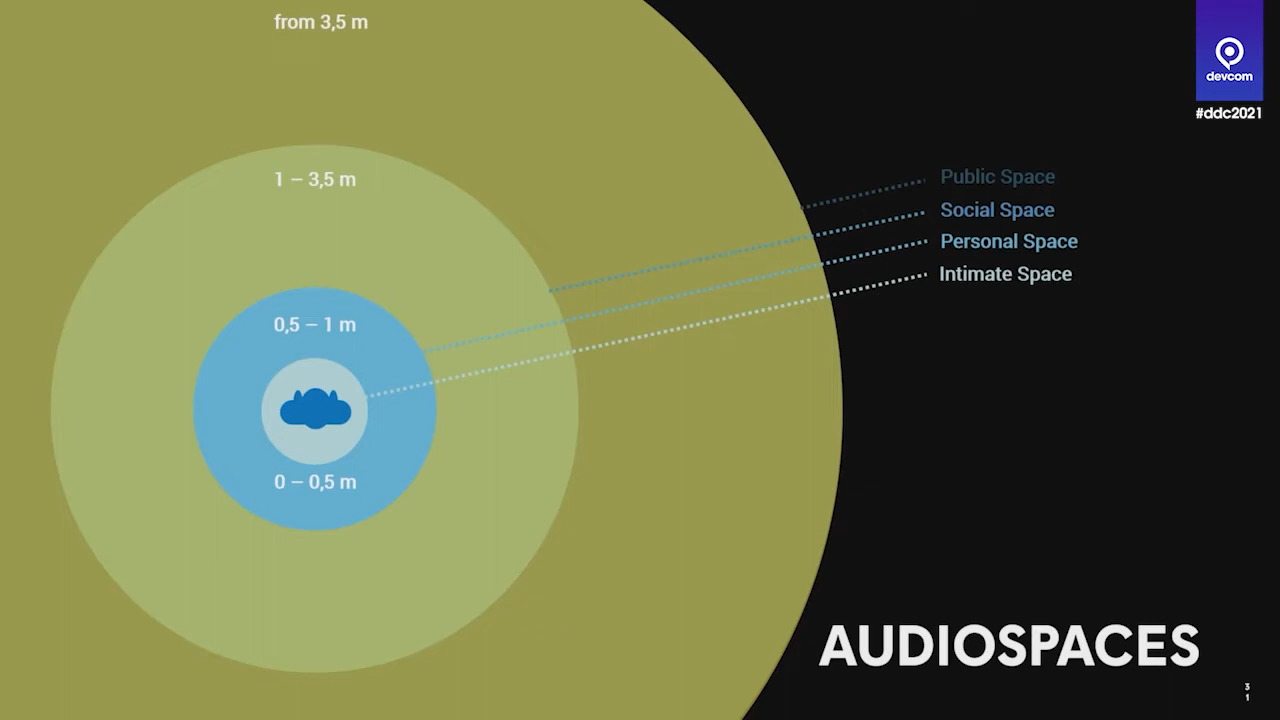 from 3,5 m
devcom
#ddc2021
1 – 3,5 m
Public Space
Social Space
Personal Space
Intimate Space
0,5 – 1 m
0 – 0,5 m
AUDIOSPACES
3
1